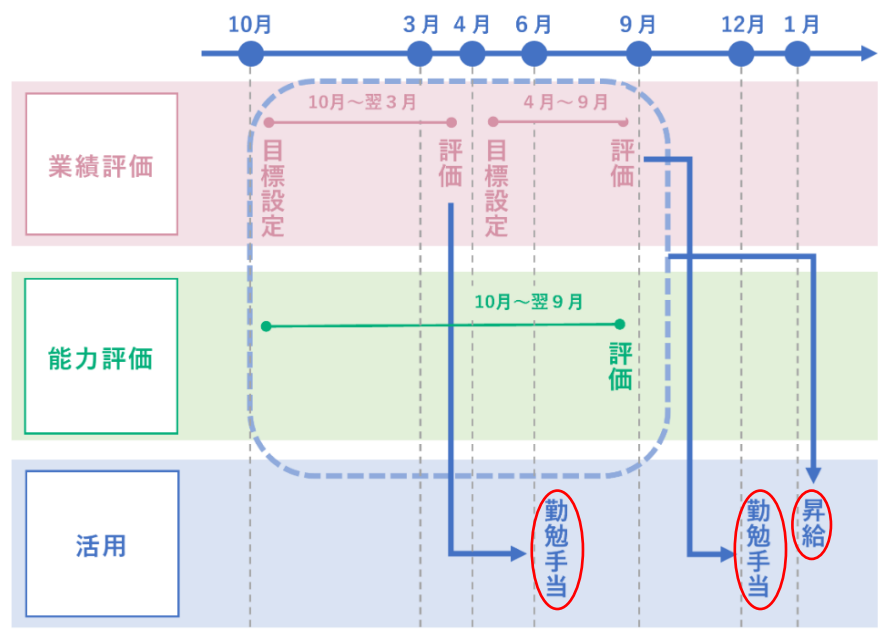 10月
3月
4月
6月
9月
12月
1月
業績評価
10月～翌3月
目標設定
評価
4月～9月
目標設定
評価
能力評価
10月～翌9月
評価
活用
勤勉手当
勤勉手当
昇給